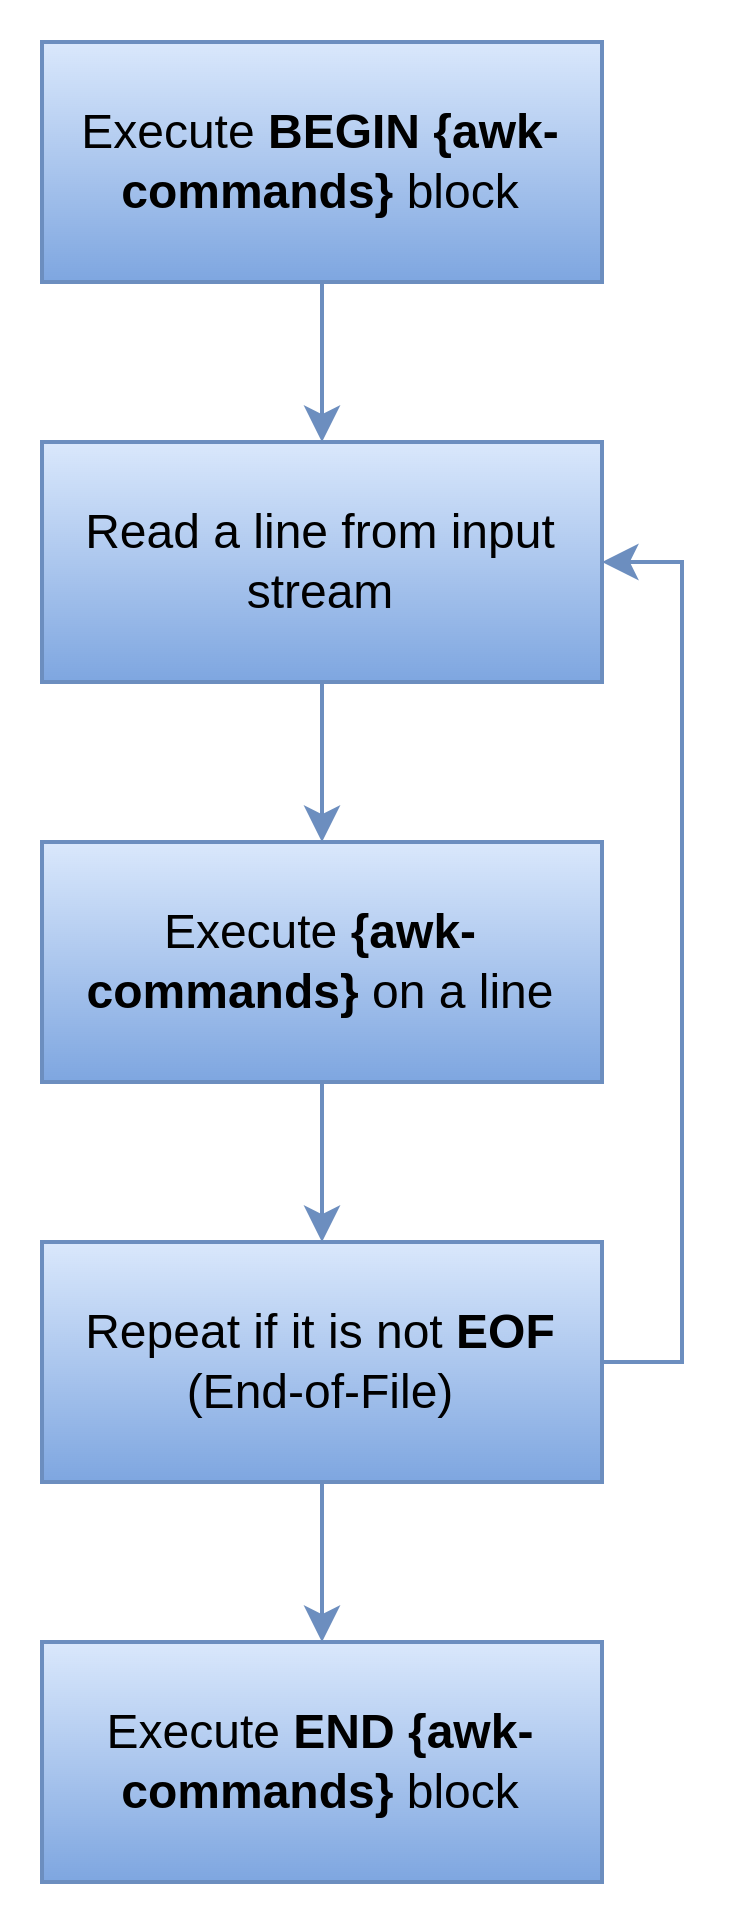 Execute BEGIN {awk-
commands} block
Read a line from input
stream
Execute {awk-
commands} on a line
Repeat if it is not EOF
(End-of-File)
Execute END {awk-
commands} block